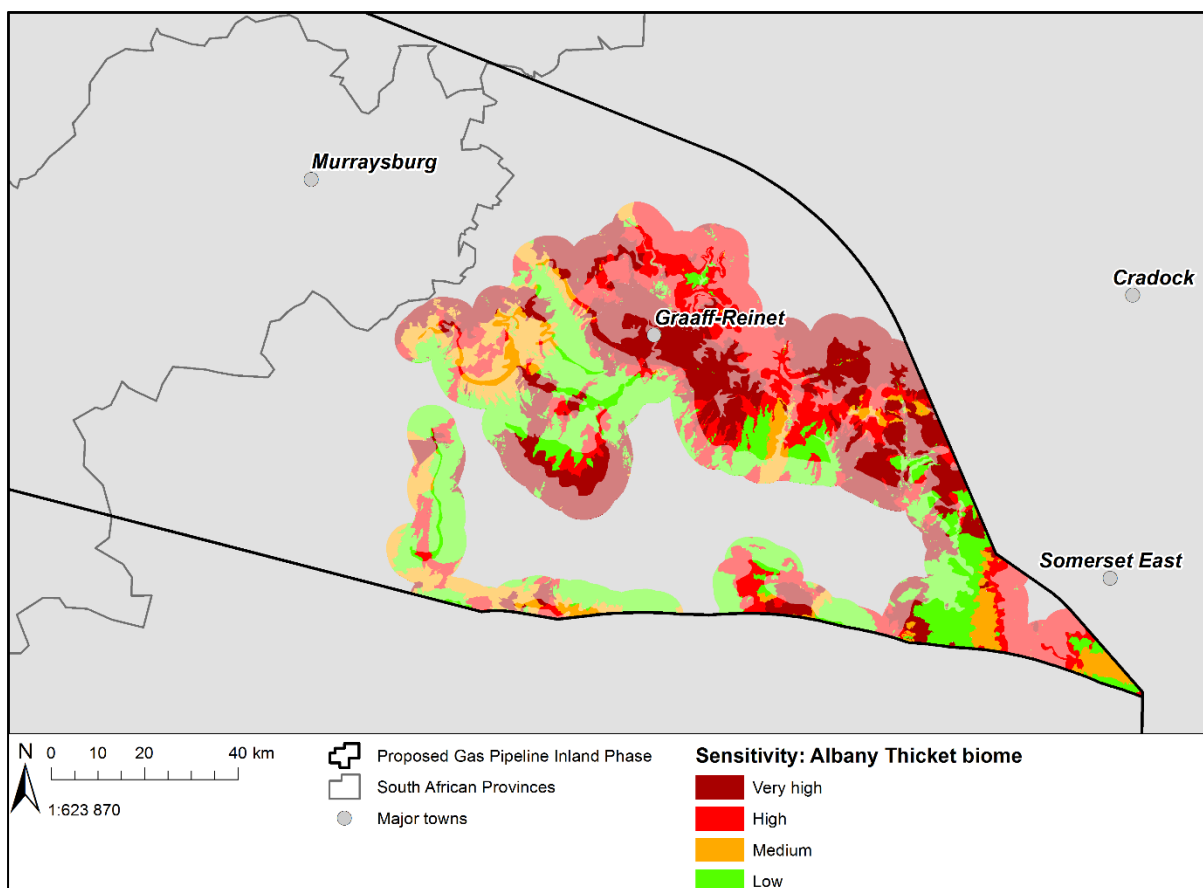 Murraysburg
Cradock
Graaff-Reinet
Somerset East
N
0 10 20 40 km
1:623 870
Proposed Gas Pipeline Inland Phase
South African Provinces
Major towns
Sensitivity: Albany Thicket biome
Very high
High
Medium
Low